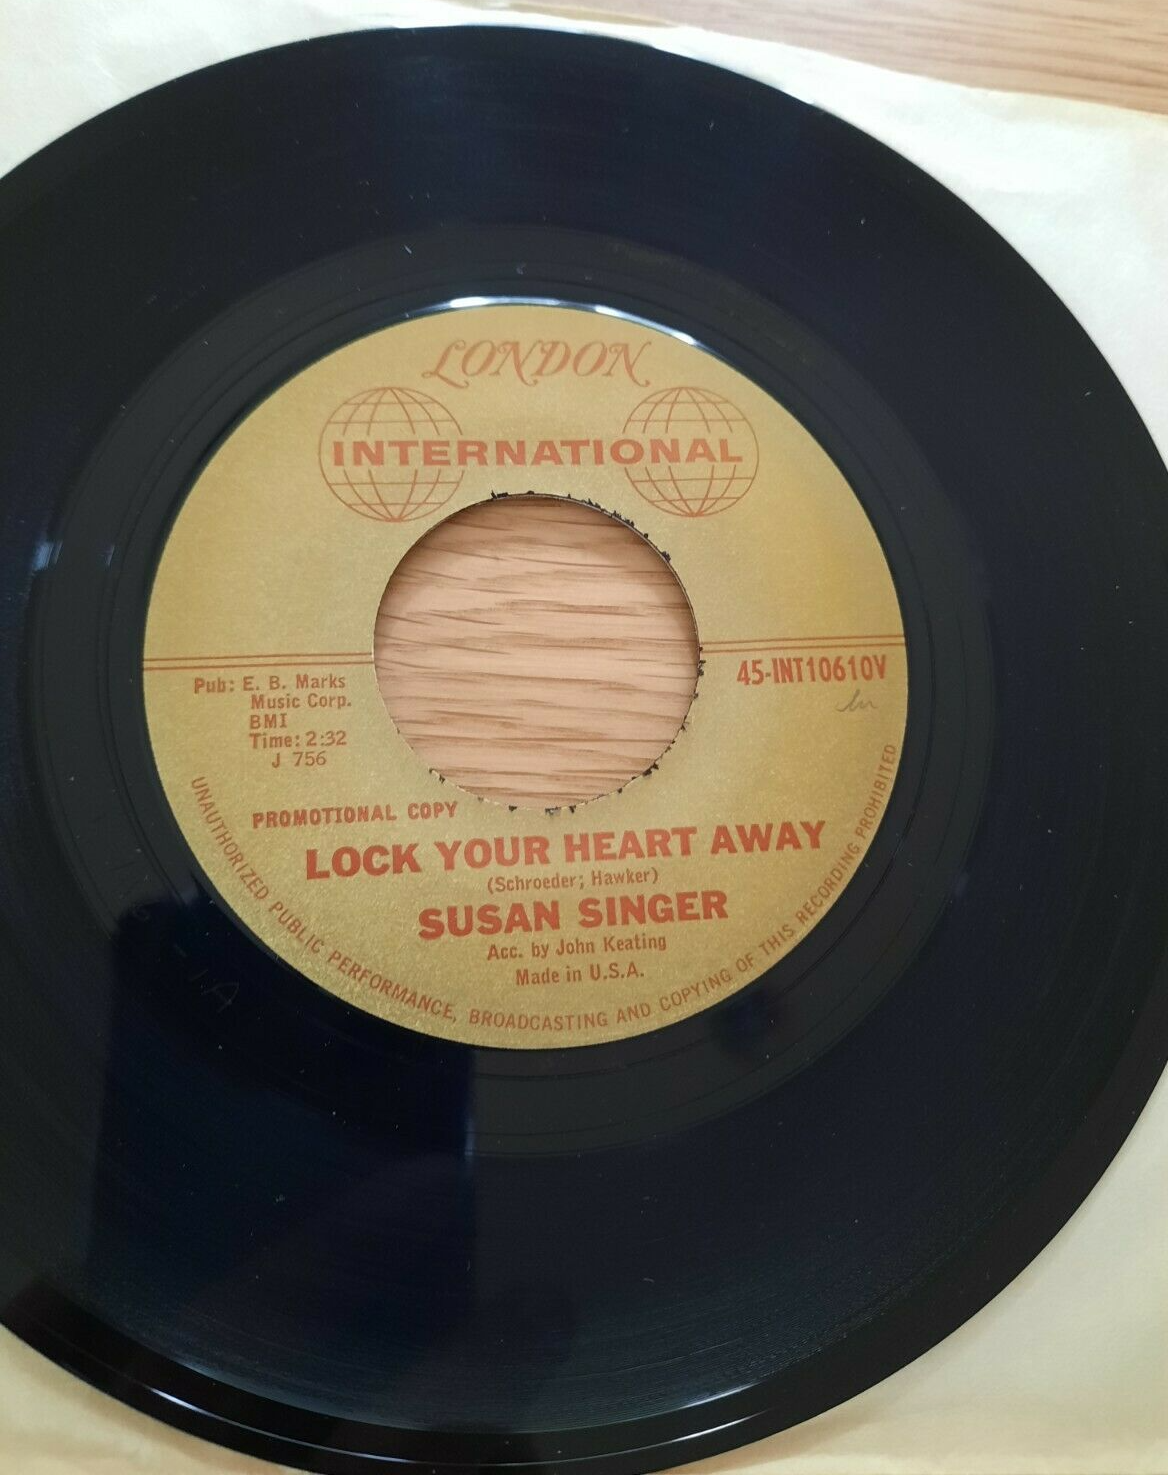 LONDON
INTERNATIONAL
45-INT10610V
Pub: E. B. Marks
Music Corp.
BMI
Time: 2:32
J 756
PROMOTIONAL COPY
LOCK YOUR HEART AWAY
(Schroeder; Hawker)
SUSAN SINGER
Acc. by John Keating
Made in U.S.A.
UNAUTHORIZED PUBLIC PERFORMANCE, BROADCASTING AND COPYING OF THIS RECORDING PROHIBITED